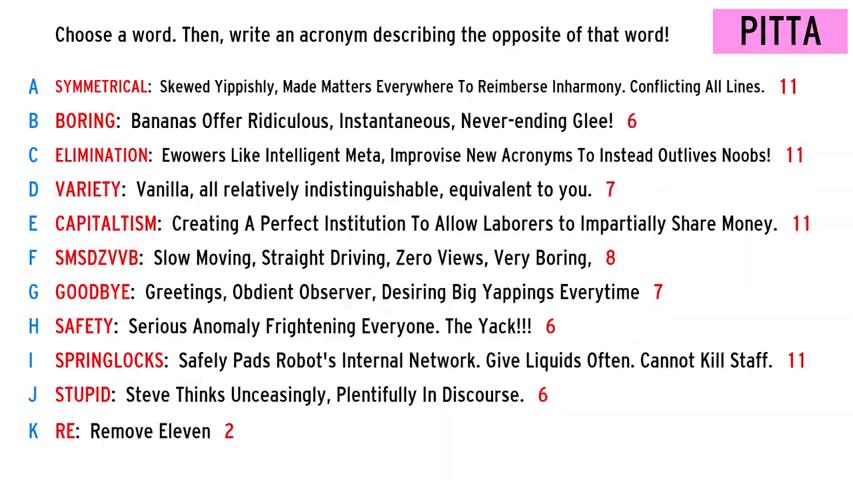 Choose a word. Then, write an acronym describing the opposite of that word!
PITTA
A SYMMETRICAL: Skewed Yippishly, Made Matters Everywhere To Reimberse Inharmony. Conflicting All Lines. 11
B BORING: Bananas Offer Ridiculous, Instantaneous, Never-ending Glee! 6
C ELIMINATION: Ewowers Like Intelligent Meta, Improvise New Acronyms To Instead Outlives Noobs! 11
D VARIETY: Vanilla, all relatively indistinguishable, equivalent to you. 7
E CAPITALTISM: Creating A Perfect Institution To Allow Laborers to Impartially Share Money. 11
F SMSDZVVB: Slow Moving, Straight Driving, Zero Views, Very Boring, 8
G GOODBYE: Greetings, Obdient Observer, Desiring Big Yappings Everytime 7
H SAFETY: Serious Anomaly Frightening Everyone. The Yack!!! 6
I SPRINGLOCKS: Safely Pads Robot's Internal Network. Give Liquids Often. Cannot Kill Staff. 11
J STUPID: Steve Thinks Unceasingly, Plentifully In Discourse. 6
K RE: Remove Eleven 2